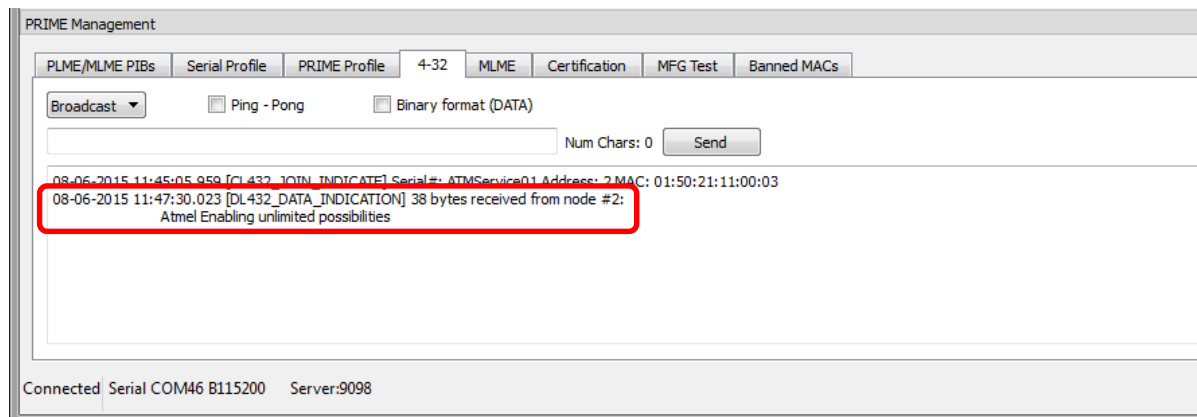 PRIME Management
PLME/MLME PIBs Serial Profile PRIME Profile 4-32 MLME Certification MFG Test Banned MACs
Broadcast Ping - Pong Binary format (DATA)
Num Chars: 0 Send
08-06-2015 11:45:05.959 [CL432_JOIN_INDICATE] Serial#: ATMService01 Address: 2 MAC: 01:50:21:11:00:03
08-06-2015 11:47:30.023 [DL432_DATA_INDICATION] 38 bytes received from node #2:
Atmel Enabling unlimited possibilities
Connected Serial COM46 B115200 Server:9098